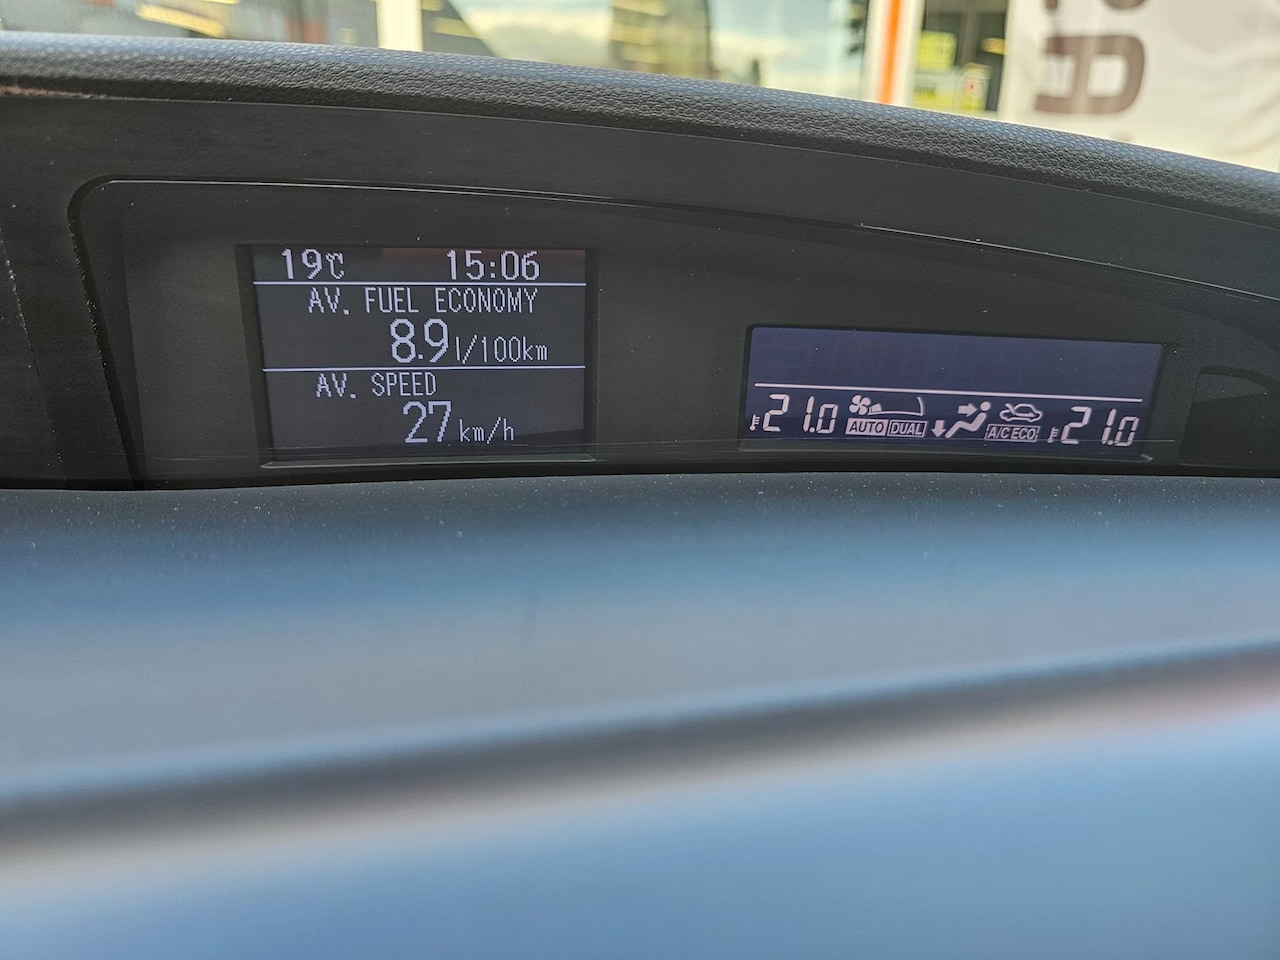 19℃ 15:06
AV. FUEL ECONOMY
8.9 l/100km
AV. SPEED
27 km/h
21.0 AUTO DUAL A/C ECO 21.0